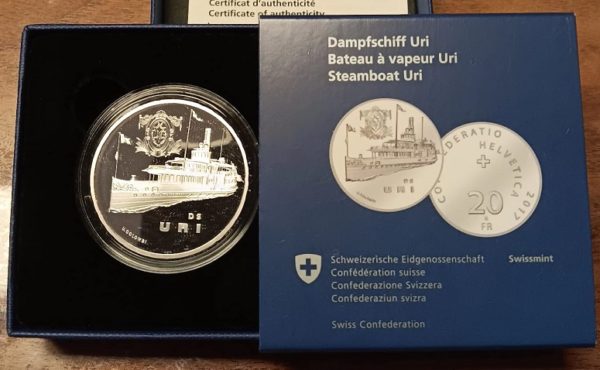 Certificat d'authenticité
Certificate of authenticity
DS
URI
Dampfschiff Uri
Bateau à vapeur Uri
Steamboat Uri
DS
URI
CONFOEDERATIO HELVETICA 2017
20
FR
Schweizerische Eidgenossenschaft
Confédération suisse
Confederazione Svizzera
Confederaziun svizra
Swissmint
Swiss Confederation